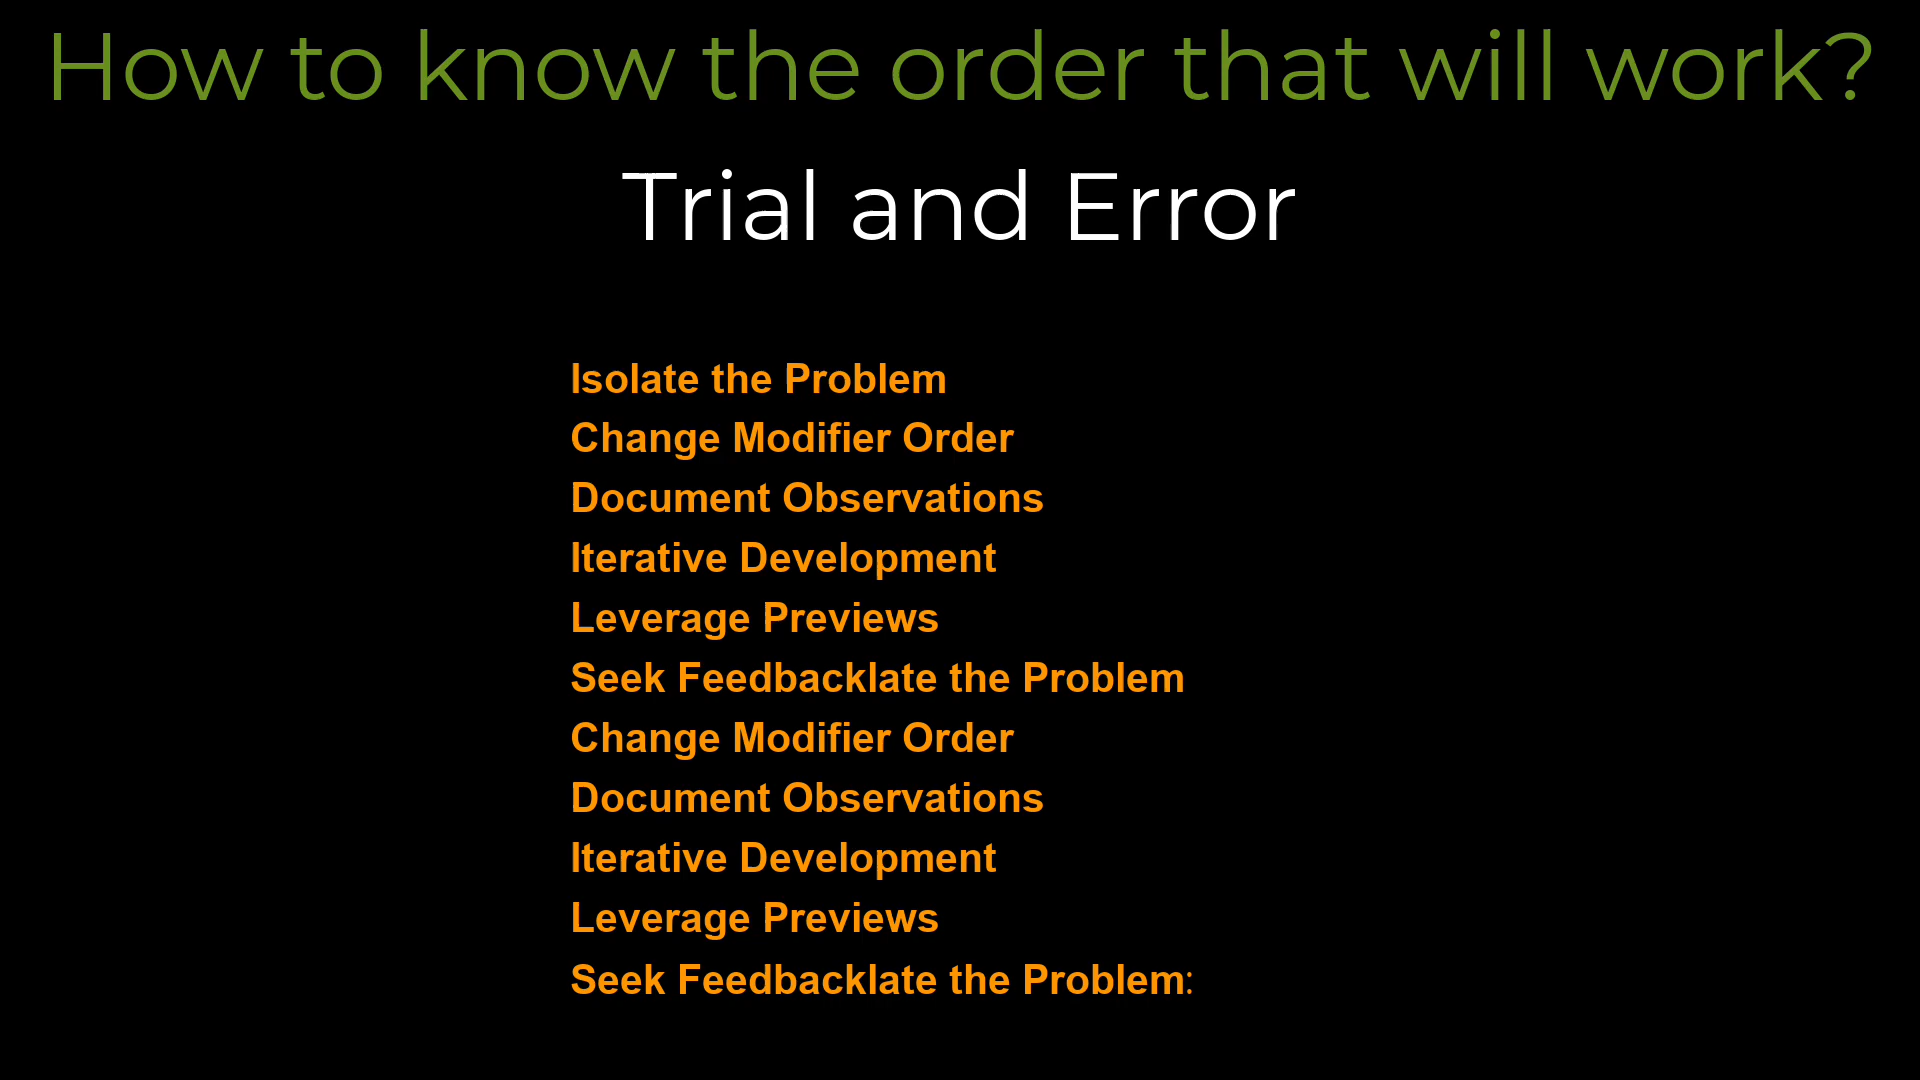 How to know the order that will work?
Trial and Error
Isolate the Problem
Change Modifier Order
Document Observations
Iterative Development
Leverage Previews
Seek Feedbacklate the Problem
Change Modifier Order
Document Observations
Iterative Development
Leverage Previews
Seek Feedbacklate the Problem: